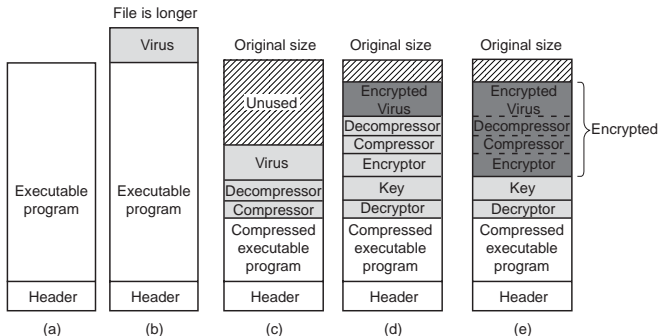 File is longer
Virus
Executable
program
Header
(a)
Executable
program
Header
(b)
Original size
Unused
Virus
Decompressor
Compressor
Compressed
executable
program
Header
(c)
Original size
Encrypted
Virus
Decompressor
Compressor
Encryptor
Key
Decryptor
Compressed
executable
program
Header
(d)
Original size
Encrypted
Virus
Decompressor
Compressor
Encryptor
Key
Decryptor
Compressed
executable
program
Header
(e)
Encrypted